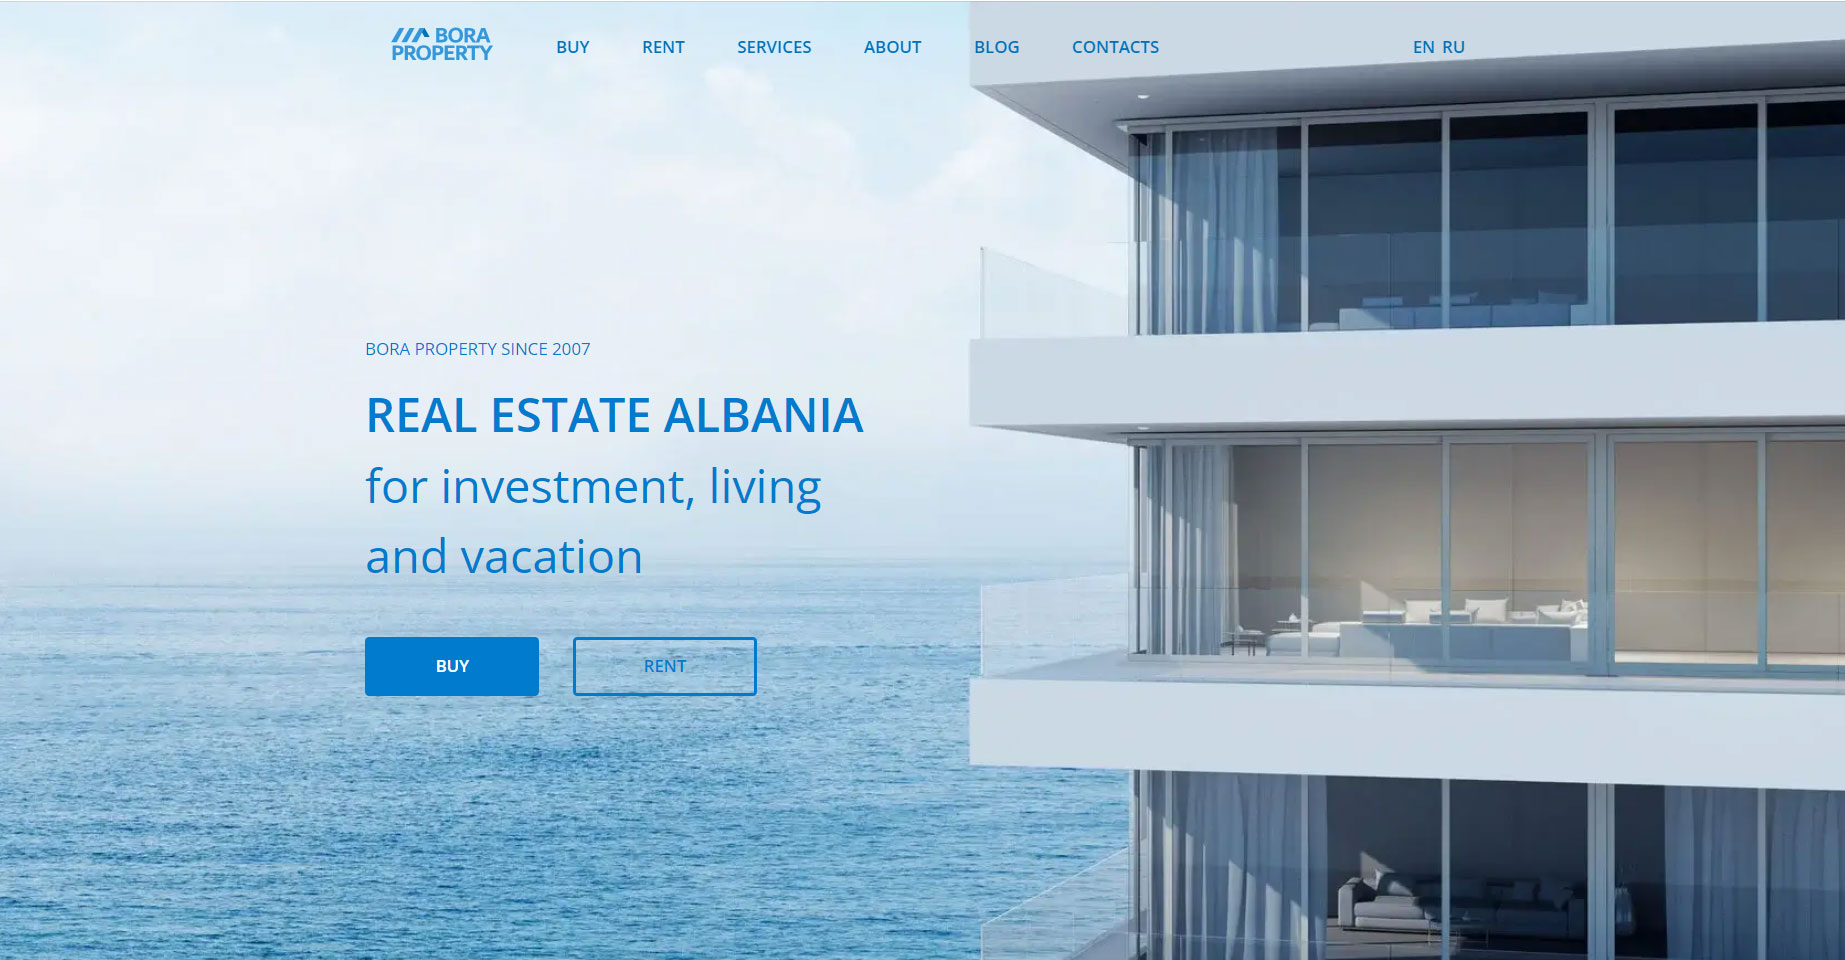 BORA
PROPERTY
BUY
RENT
SERVICES
ABOUT
BLOG
CONTACTS
EN RU
BORA PROPERTY SINCE 2007
REAL ESTATE ALBANIA
for investment, living
and vacation
BUY
RENT